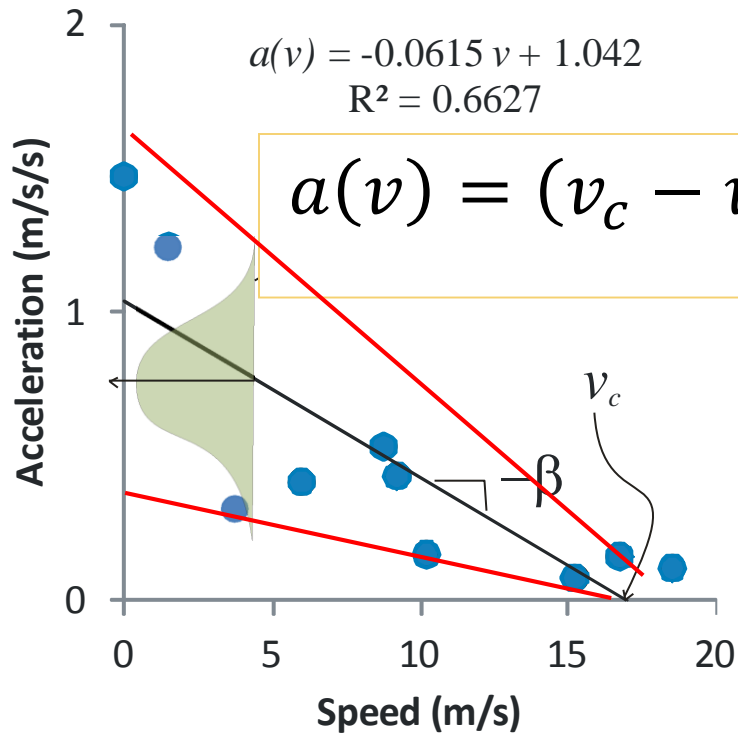 2
a(v) = -0.0615 v + 1.042
R² = 0.6627
a(v) = (v_c −
1
v_c
−β
0
0 5 10 15 20
Acceleration (m/s/s)
Speed (m/s)